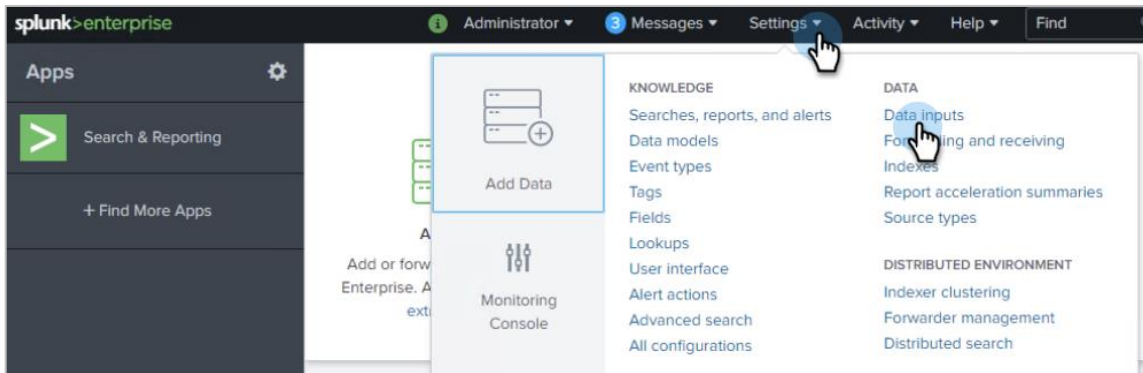 splunk>enterprise
i
Administrator
3 Messages
Settings
Activity
Help
Find
Apps
Search & Reporting
+ Find More Apps
A
Add or forw
Enterprise. A
extr
Add Data
Monitoring
Console
KNOWLEDGE
Searches, reports, and alerts
Data models
Event types
Tags
Fields
Lookups
User interface
Alert actions
Advanced search
All configurations
DATA
Data inputs
Forwarding and receiving
Indexes
Report acceleration summaries
Source types
DISTRIBUTED ENVIRONMENT
Indexer clustering
Forwarder management
Distributed search